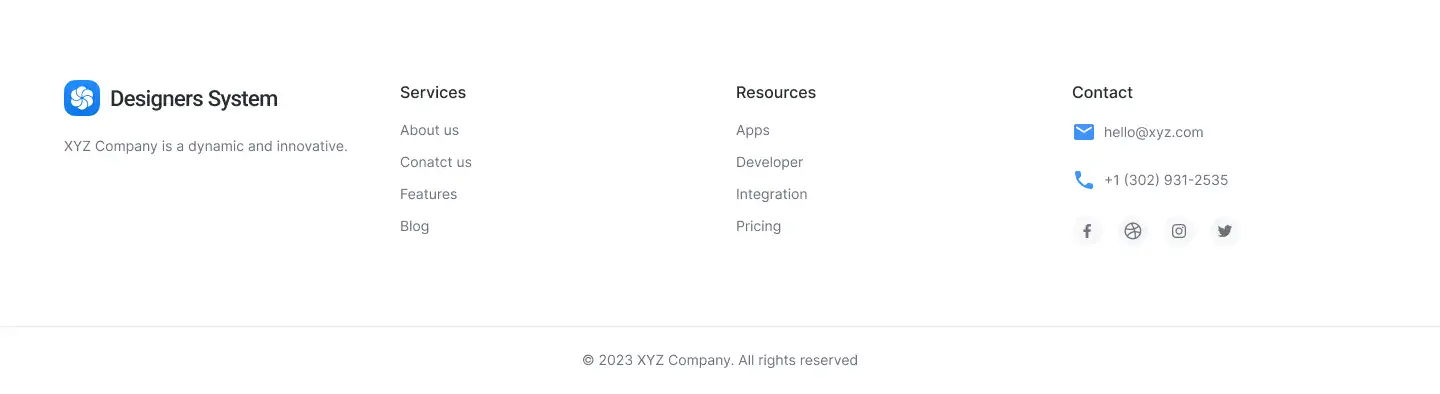 Designers System
XYZ Company is a dynamic and innovative.
Services
About us
Conatct us
Features
Blog
Resources
Apps
Developer
Integration
Pricing
Contact
hello@xyz.com
+1 (302) 931-2535
© 2023 XYZ Company. All rights reserved